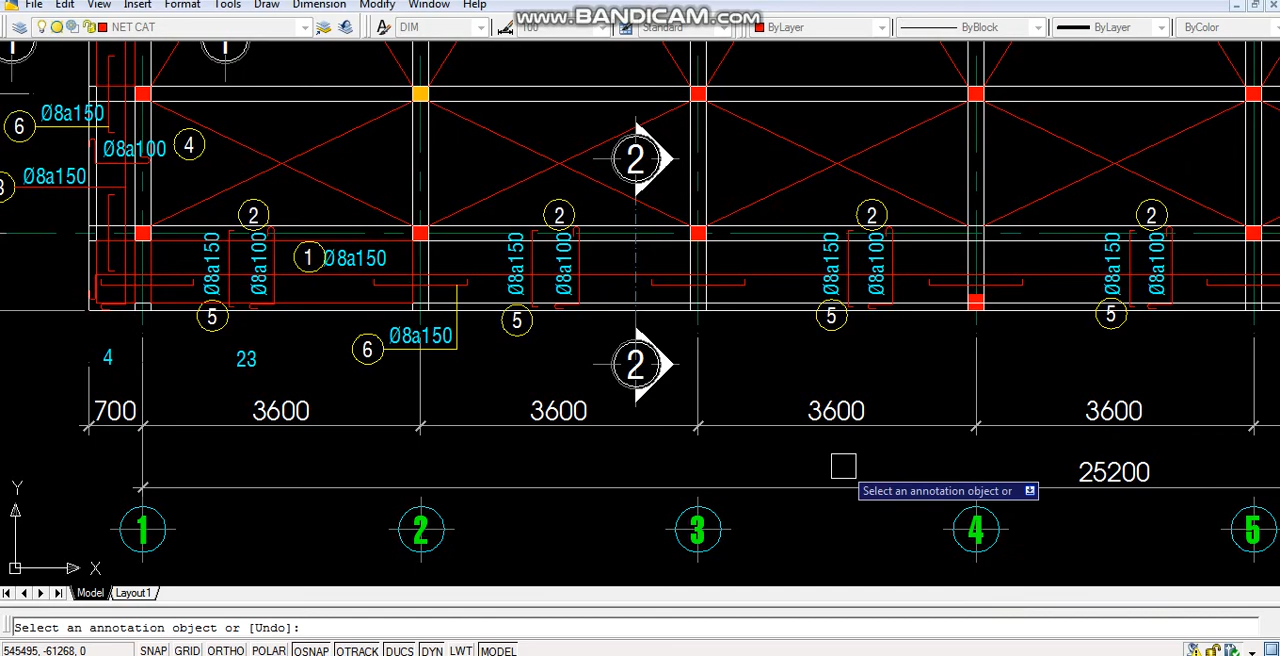 File Edit View Insert Format Tools Draw Dimension Modify Window Help
www.BANDICAM.com
NET CAT DIM 100 Standard ByLayer ByBlock ByLayer ByColor
1 1
6 Ø8a150
Ø8a100 4
Ø8a150
2 2 2 2
2
Ø8a150 Ø8a100 1 Ø8a150 Ø8a150 Ø8a100 Ø8a150 Ø8a100 Ø8a150 Ø8a100
5 5 5 5
6 Ø8a150
4 23
2
700 3600 3600 3600 3600
25200
Select an annotation object or
Y
X
1 2 3 4 5
Model Layout1
Select an annotation object or [Undo]:
545495, -61268, 0 SNAP GRID ORTHO POLAR OSNAP OTRACK DUCS DYN LWT MODEL